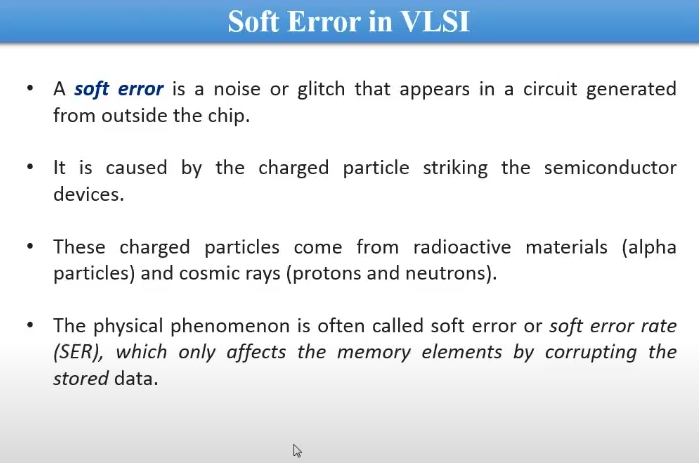 Soft Error in VLSI
• A soft error is a noise or glitch that appears in a circuit generated
from outside the chip.
• It is caused by the charged particle striking the semiconductor
devices.
• These charged particles come from radioactive materials (alpha
particles) and cosmic rays (protons and neutrons).
• The physical phenomenon is often called soft error or soft error rate
(SER), which only affects the memory elements by corrupting the
stored data.